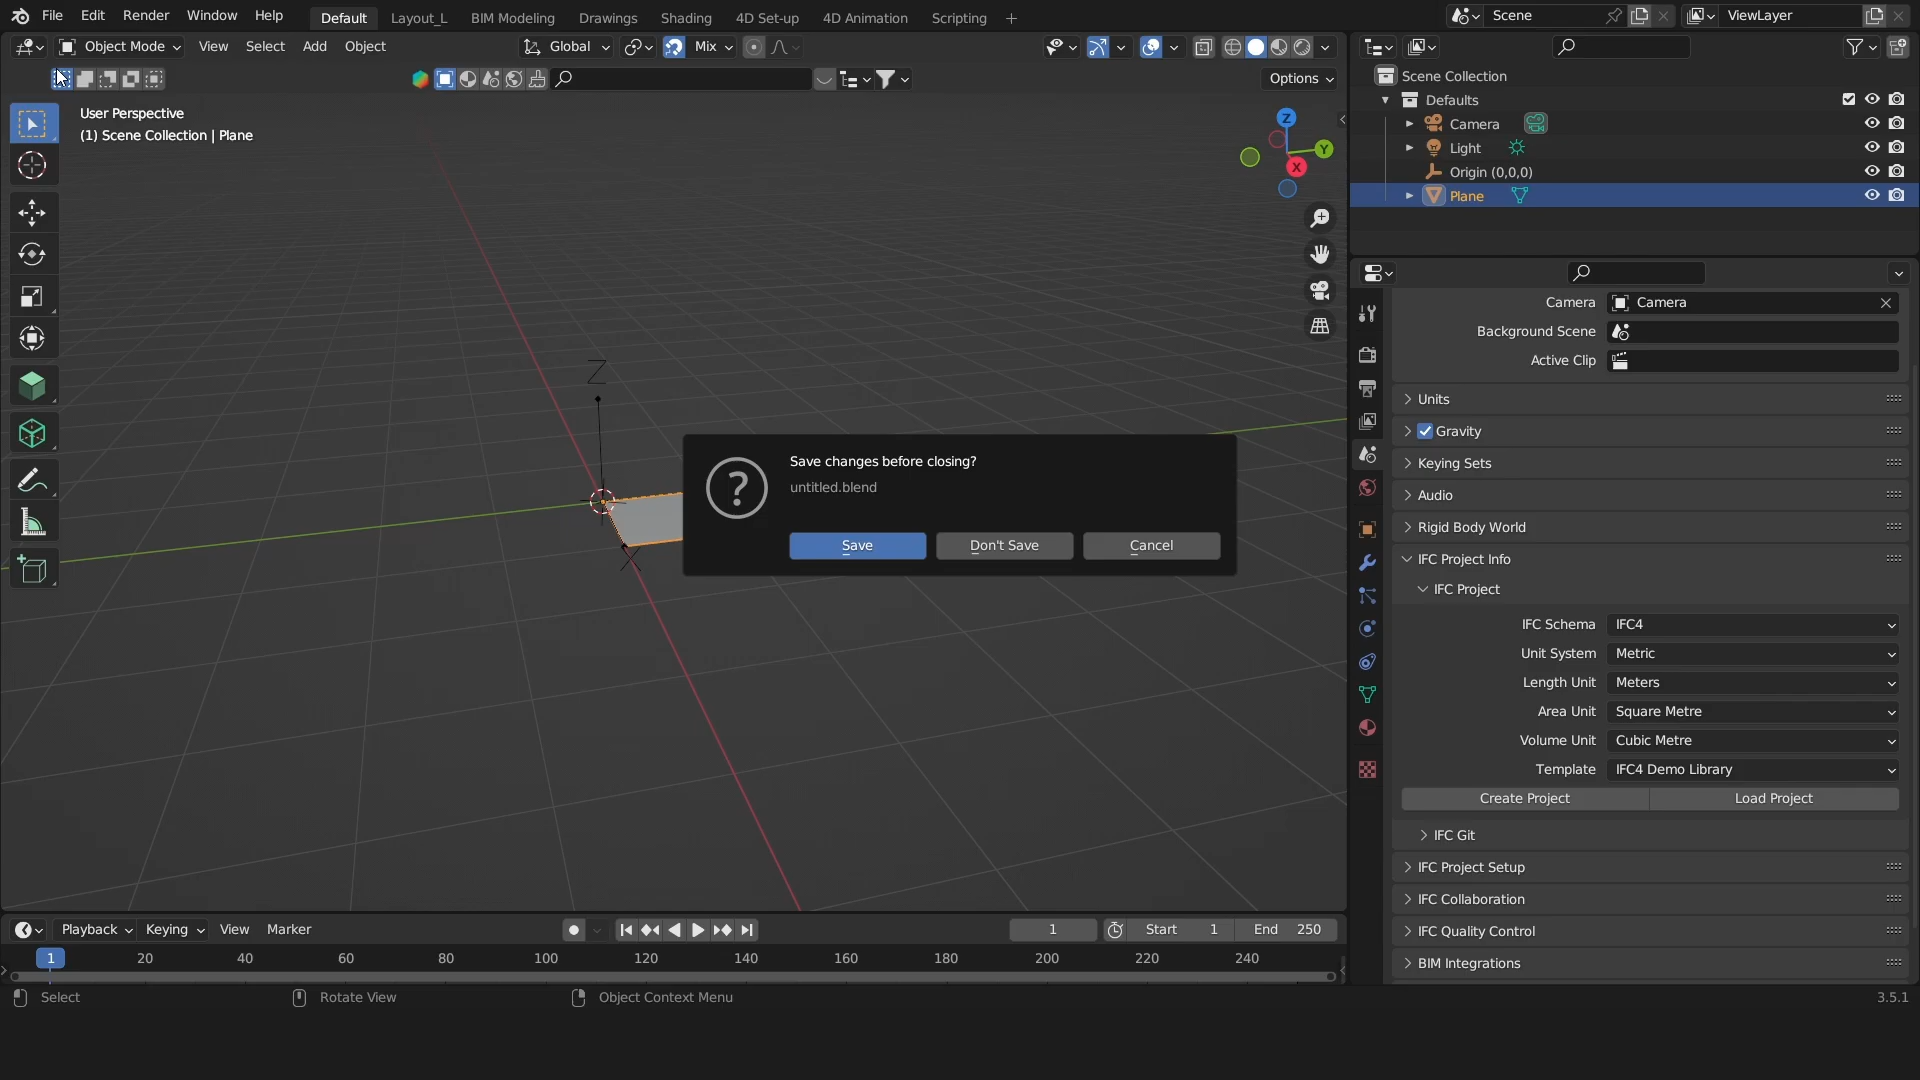 File Edit Render Window Help Default Layout_L BIM Modeling Drawings Shading 4D Set-up 4D Animation Scripting + Scene ViewLayer
Object Mode View Select Add Object Global Mix
Options
User Perspective
(1) Scene Collection | Plane
Z
Y
X
Z
X
Scene Collection
Defaults
Camera
Light
Origin (0,0,0)
Plane
Camera Camera
Background Scene
Active Clip
Units
Gravity
Keying Sets
Audio
Rigid Body World
IFC Project Info
IFC Project
IFC Schema IFC4
Unit System Metric
Length Unit Meters
Area Unit Square Metre
Volume Unit Cubic Metre
Template IFC4 Demo Library
Create Project Load Project
IFC Git
IFC Project Setup
IFC Collaboration
IFC Quality Control
BIM Integrations
Save changes before closing?
untitled.blend
Save Don't Save Cancel
Playback Keying View Marker 1 Start 1 End 250
1 20 40 60 80 100 120 140 160 180 200 220 240
Select Rotate View Object Context Menu 3.5.1